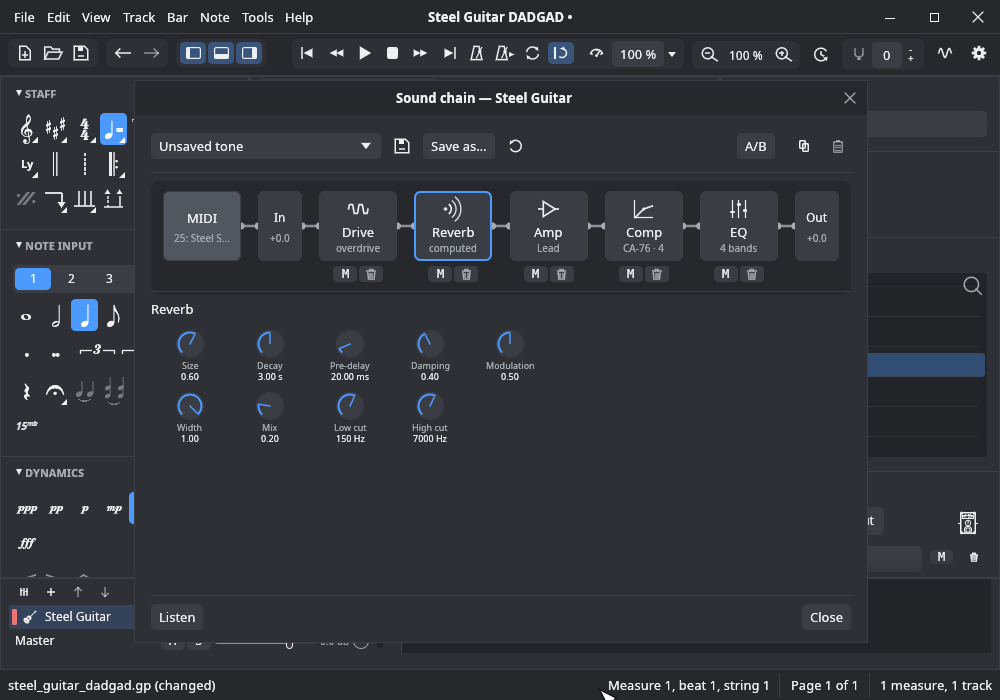 File Edit View Track Bar Note Tools Help
Steel Guitar DADGAD •
100 %
100 %
0
STAFF
Sound chain — Steel Guitar
Unsaved tone
Save as...
A/B
Ly
MIDI
25: Steel S...
In
+0.0
Drive
overdrive
Reverb
computed
Amp
Lead
Comp
CA-76 · 4
EQ
4 bands
Out
+0.0
M
M
M
M
M
NOTE INPUT
1 2 3
Reverb
Size
0.60
Decay
3.00 s
Pre-delay
20.00 ms
Damping
0.40
Modulation
0.50
Width
1.00
Mix
0.20
Low cut
150 Hz
High cut
7000 Hz
3
15mb
DYNAMICS
ppp pp p mp
fff
M
Steel Guitar
Master
Listen
Close
steel_guitar_dadgad.gp (changed)
Measure 1, beat 1, string 1
Page 1 of 1
1 measure, 1 track